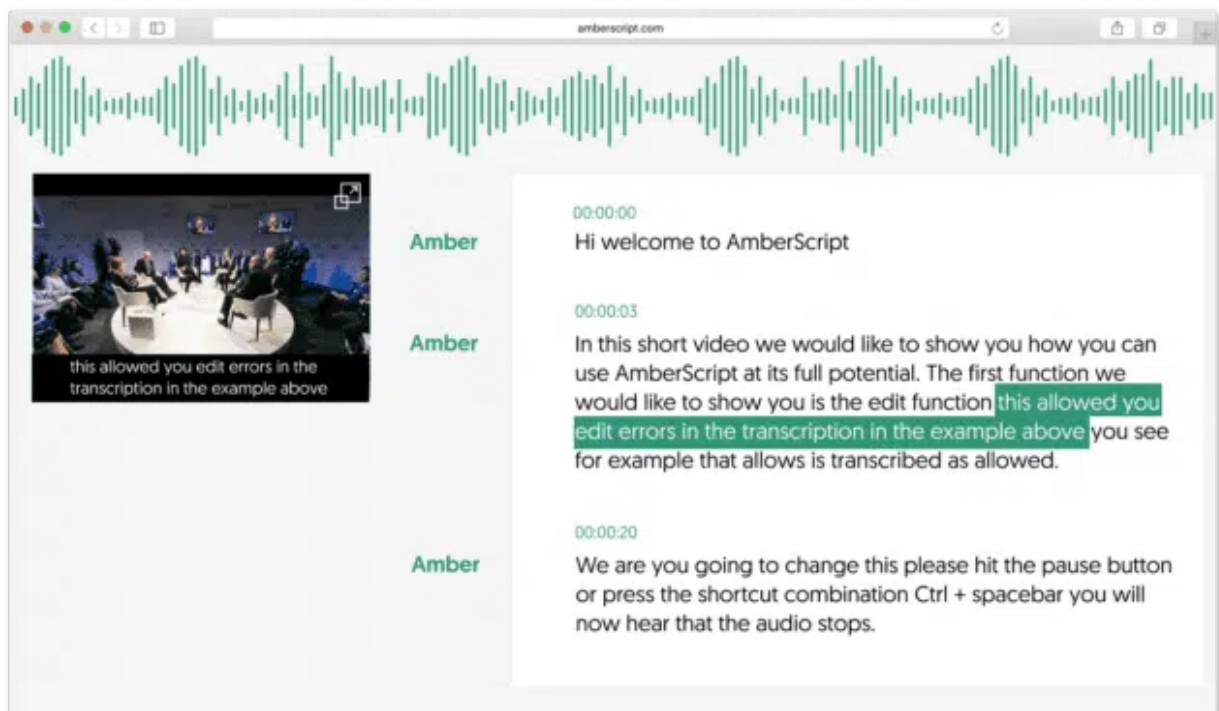 amberscript.com
this allowed you edit errors in the
transcription in the example above
00:00:00
Amber
Hi welcome to AmberScript
00:00:03
Amber
In this short video we would like to show you how you can
use AmberScript at its full potential. The first function we
would like to show you is the edit function this allowed you
edit errors in the transcription in the example above you see
for example that allows is transcribed as allowed.
00:00:20
Amber
We are you going to change this please hit the pause button
or press the shortcut combination Ctrl + spacebar you will
now hear that the audio stops.